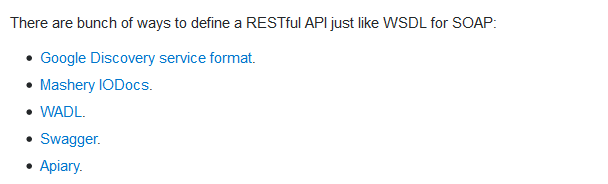 There are bunch of ways to define a RESTful API just like WSDL for SOAP:
• Google Discovery service format.
• Mashery IODocs.
• WADL.
• Swagger.
• Apiary.